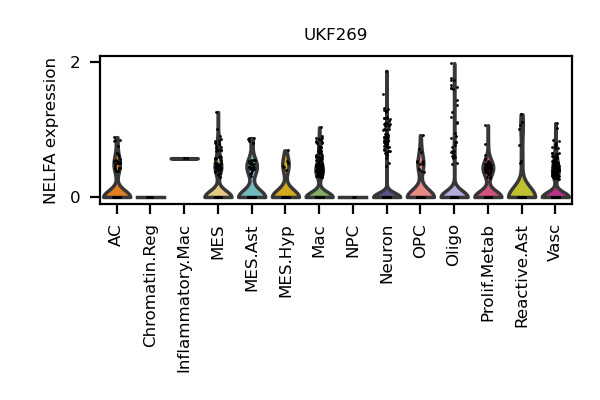 UKF269
NELFA expression
2
0
AC
Chromatin.Reg
Inflammatory.Mac
MES
MES.Ast
MES.Hyp
Mac
NPC
Neuron
OPC
Oligo
Prolif.Metab
Reactive.Ast
Vasc